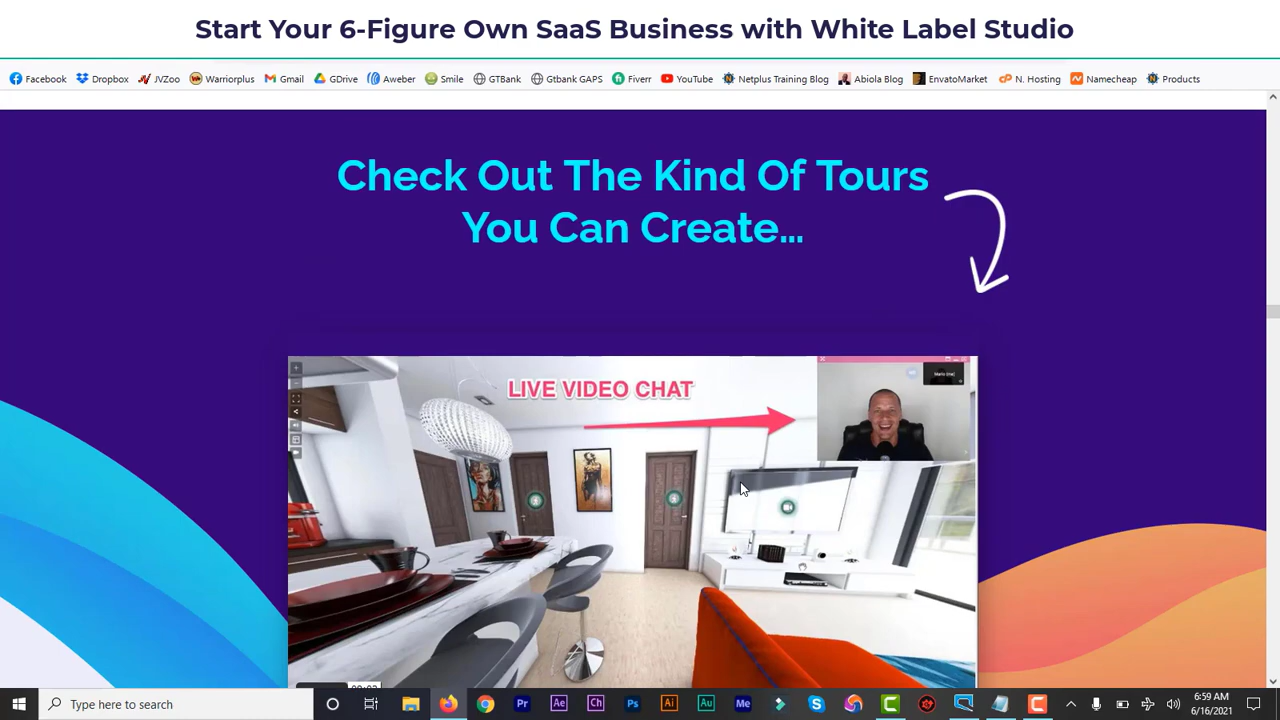 Start Your 6-Figure Own SaaS Business with White Label Studio
Facebook Dropbox JVZoo Warriorplus Gmail GDrive Aweber Smile GTBank Gtbank GAPS Fiverr YouTube Netplus Training Blog Abiola Blog EnvatoMarket N. Hosting Namecheap Products
Check Out The Kind Of Tours
You Can Create...
LIVE VIDEO CHAT
Type here to search
6:59 AM
6/16/2021